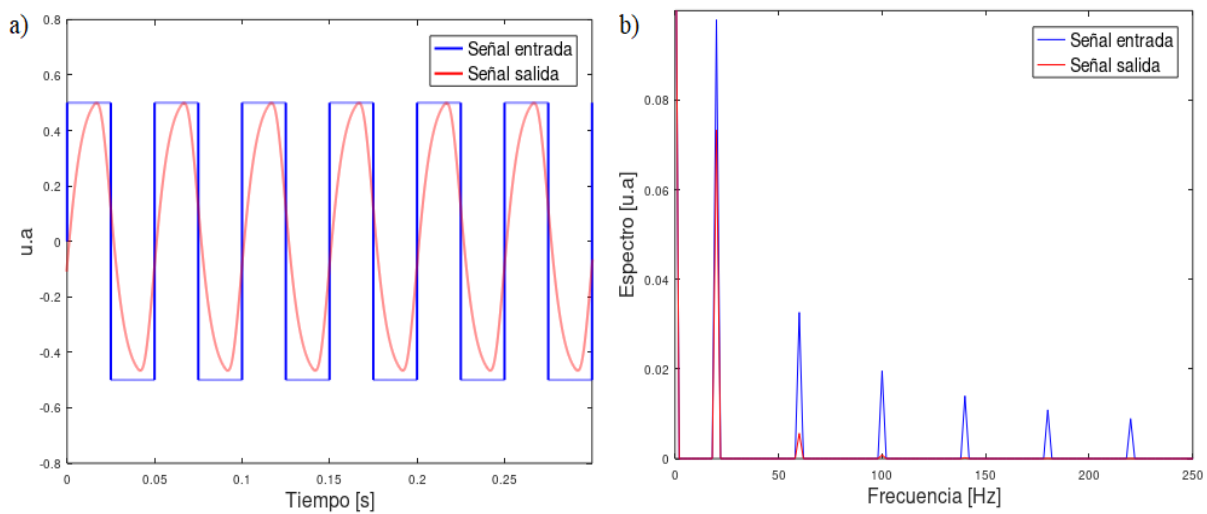 a)
0.8
0.6
0.4
0.2
0
-0.2
-0.4
-0.6
-0.8
u.a
0
0.05
0.1
0.15
0.2
0.25
Tiempo [s]
Señal entrada
Señal salida
b)
0.08
0.06
0.04
0.02
0
Espectro [u.a]
0
50
100
150
200
250
Frecuencia [Hz]
Señal entrada
Señal salida